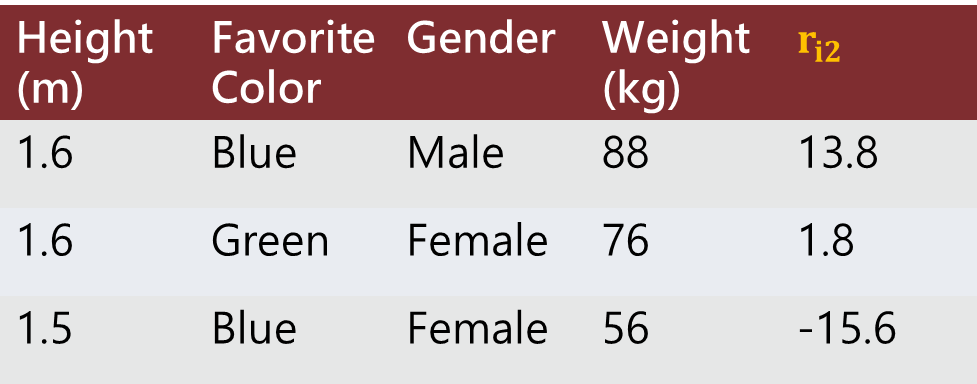 Height (m) Favorite Color Gender Weight (kg) r_i2
1.6 Blue Male 88 13.8
1.6 Green Female 76 1.8
1.5 Blue Female 56 -15.6